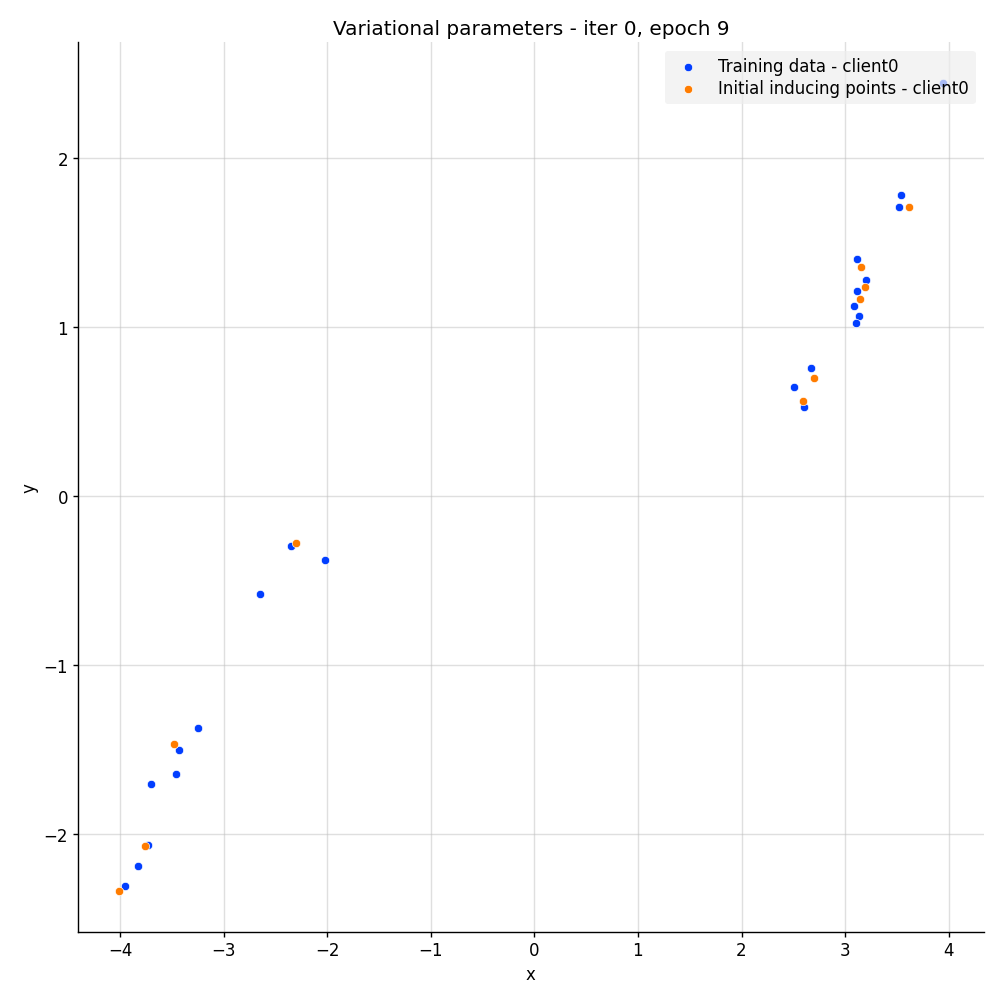 Variational parameters - iter 0, epoch 9
Training data - client0
Initial inducing points - client0
2
1
0
−1
−2
y
−4 −3 −2 −1 0 1 2 3 4
x